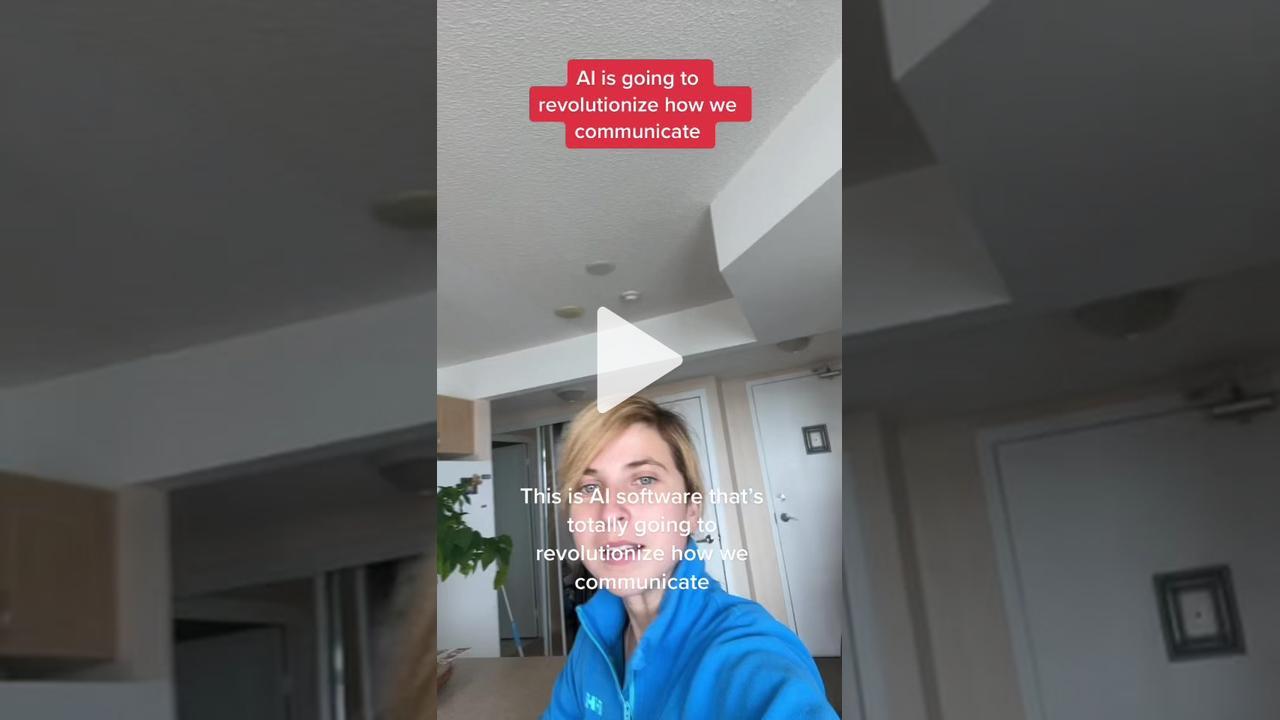 AI is going to
revolutionize how we
communicate
This is AI software that's
totally going to
revolutionize how we
communicate
HH